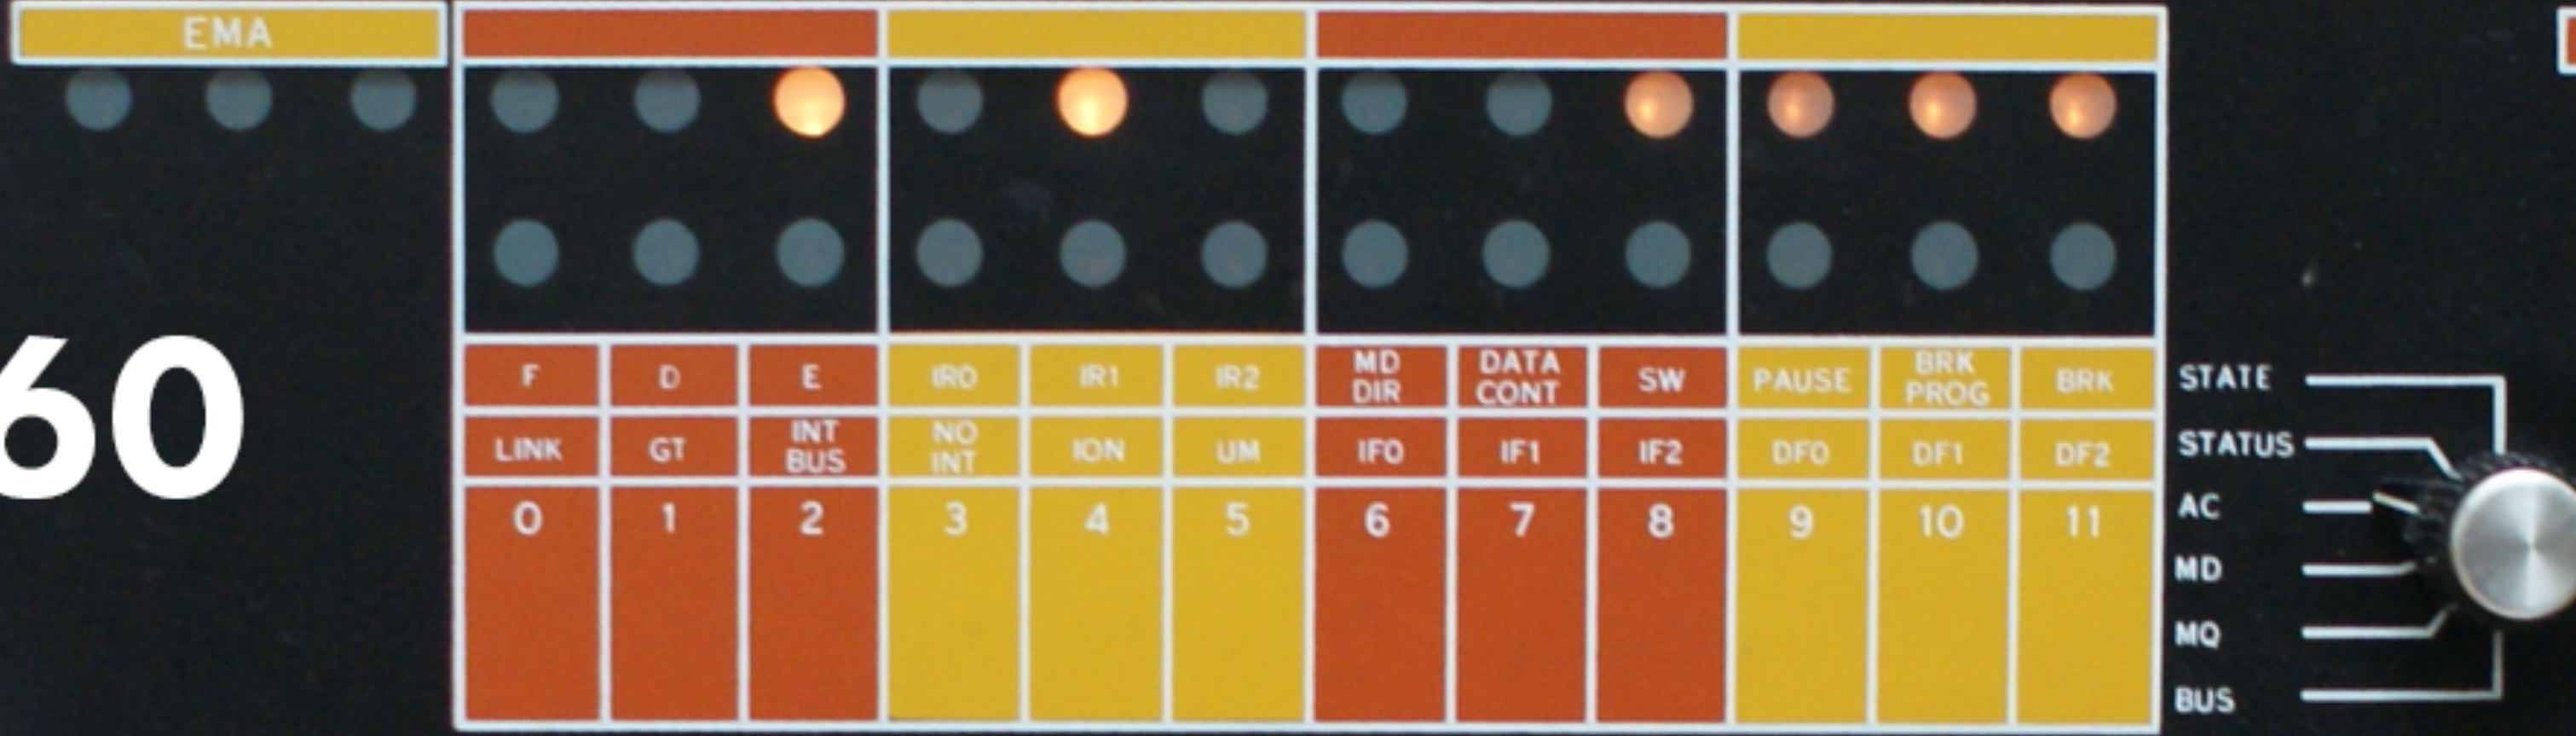 EMA
60
F D E IR0 IR1 IR2 MD DIR DATA CONT SW PAUSE BRK PROG BRK
LINK GT INT BUS NO INT ION UM IF0 IF1 IF2 DF0 DF1 DF2
0 1 2 3 4 5 6 7 8 9 10 11
STATE
STATUS
AC
MD
MQ
BUS